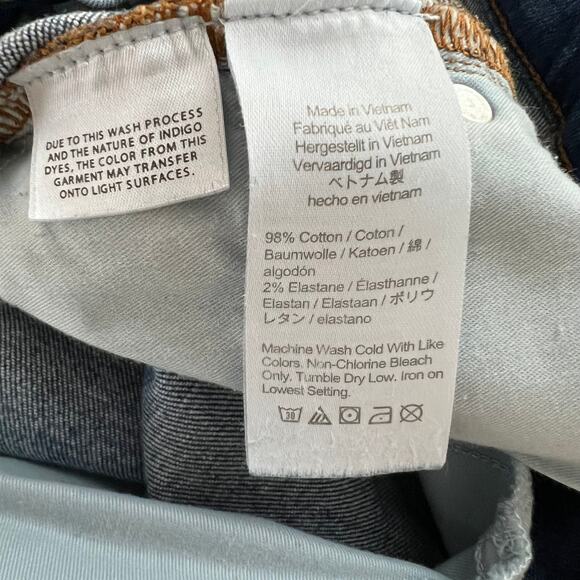 DUE TO THIS WASH PROCESS
AND THE NATURE OF INDIGO
DYES, THE COLOR FROM THIS
GARMENT MAY TRANSFER
ONTO LIGHT SURFACES.
Made in Vietnam
Fabriqué au Viêt Nam
Hergestellt in Vietnam
Vervaardigd in Vietnam
ベトナム製
hecho en vietnam
98% Cotton / Coton /
Baumwolle / Katoen / 綿 /
algodón
2% Elastane / Élasthanne /
Elastan / Elastaan / ポリウ
レタン / elastano
Machine Wash Cold With Like
Colors. Non-Chlorine Bleach
Only. Tumble Dry Low. Iron on
Lowest Setting.
30